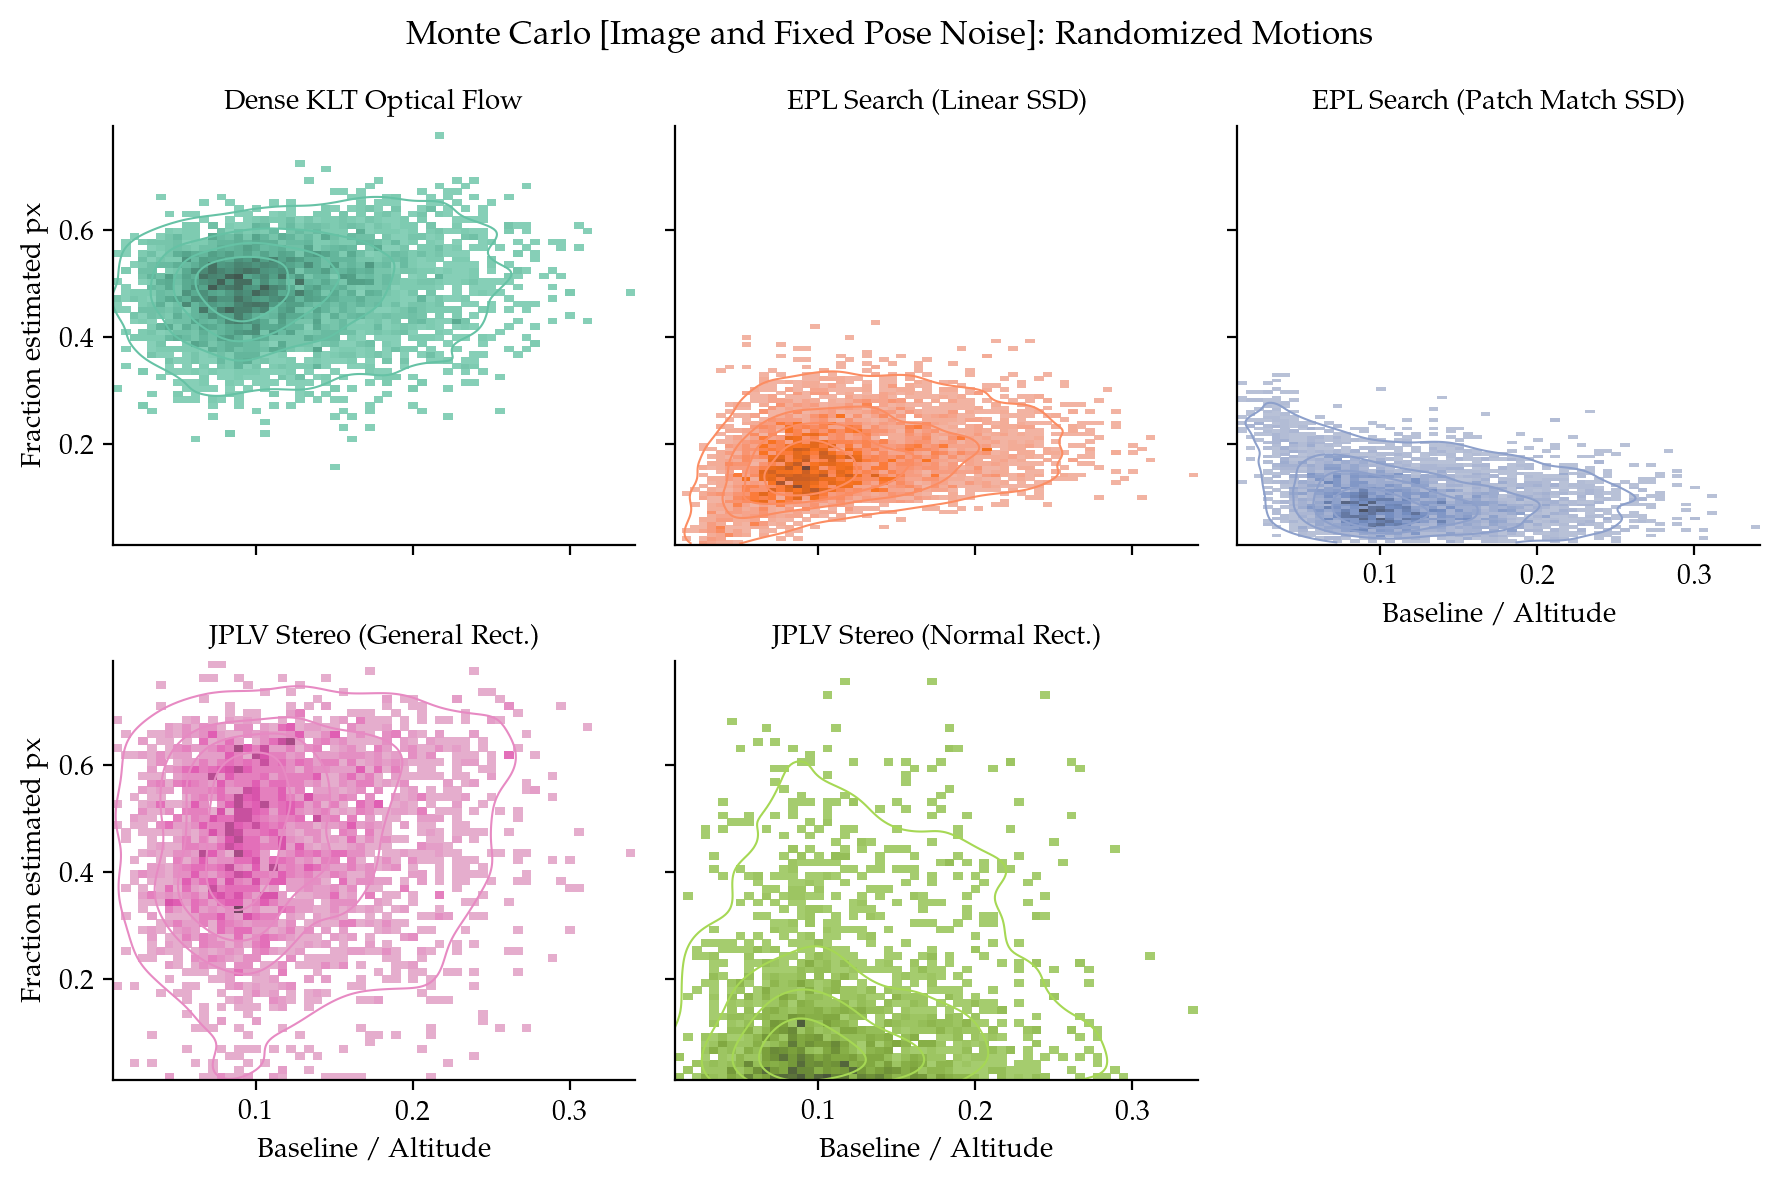 Monte Carlo [Image and Fixed Pose Noise]: Randomized Motions
Dense KLT Optical Flow
EPL Search (Linear SSD)
EPL Search (Patch Match SSD)
Fraction estimated px
0.6
0.4
0.2
0.1 0.2 0.3
Baseline / Altitude
JPLV Stereo (General Rect.)
JPLV Stereo (Normal Rect.)
Fraction estimated px
0.6
0.4
0.2
0.1 0.2 0.3
Baseline / Altitude
0.1 0.2 0.3
Baseline / Altitude